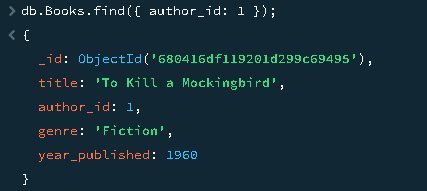 > db.Books.find({ author_id: 1 });
< {
_id: ObjectId('680416df119201d299c69495'),
title: 'To Kill a Mockingbird',
author_id: 1,
genre: 'Fiction',
year_published: 1960
}